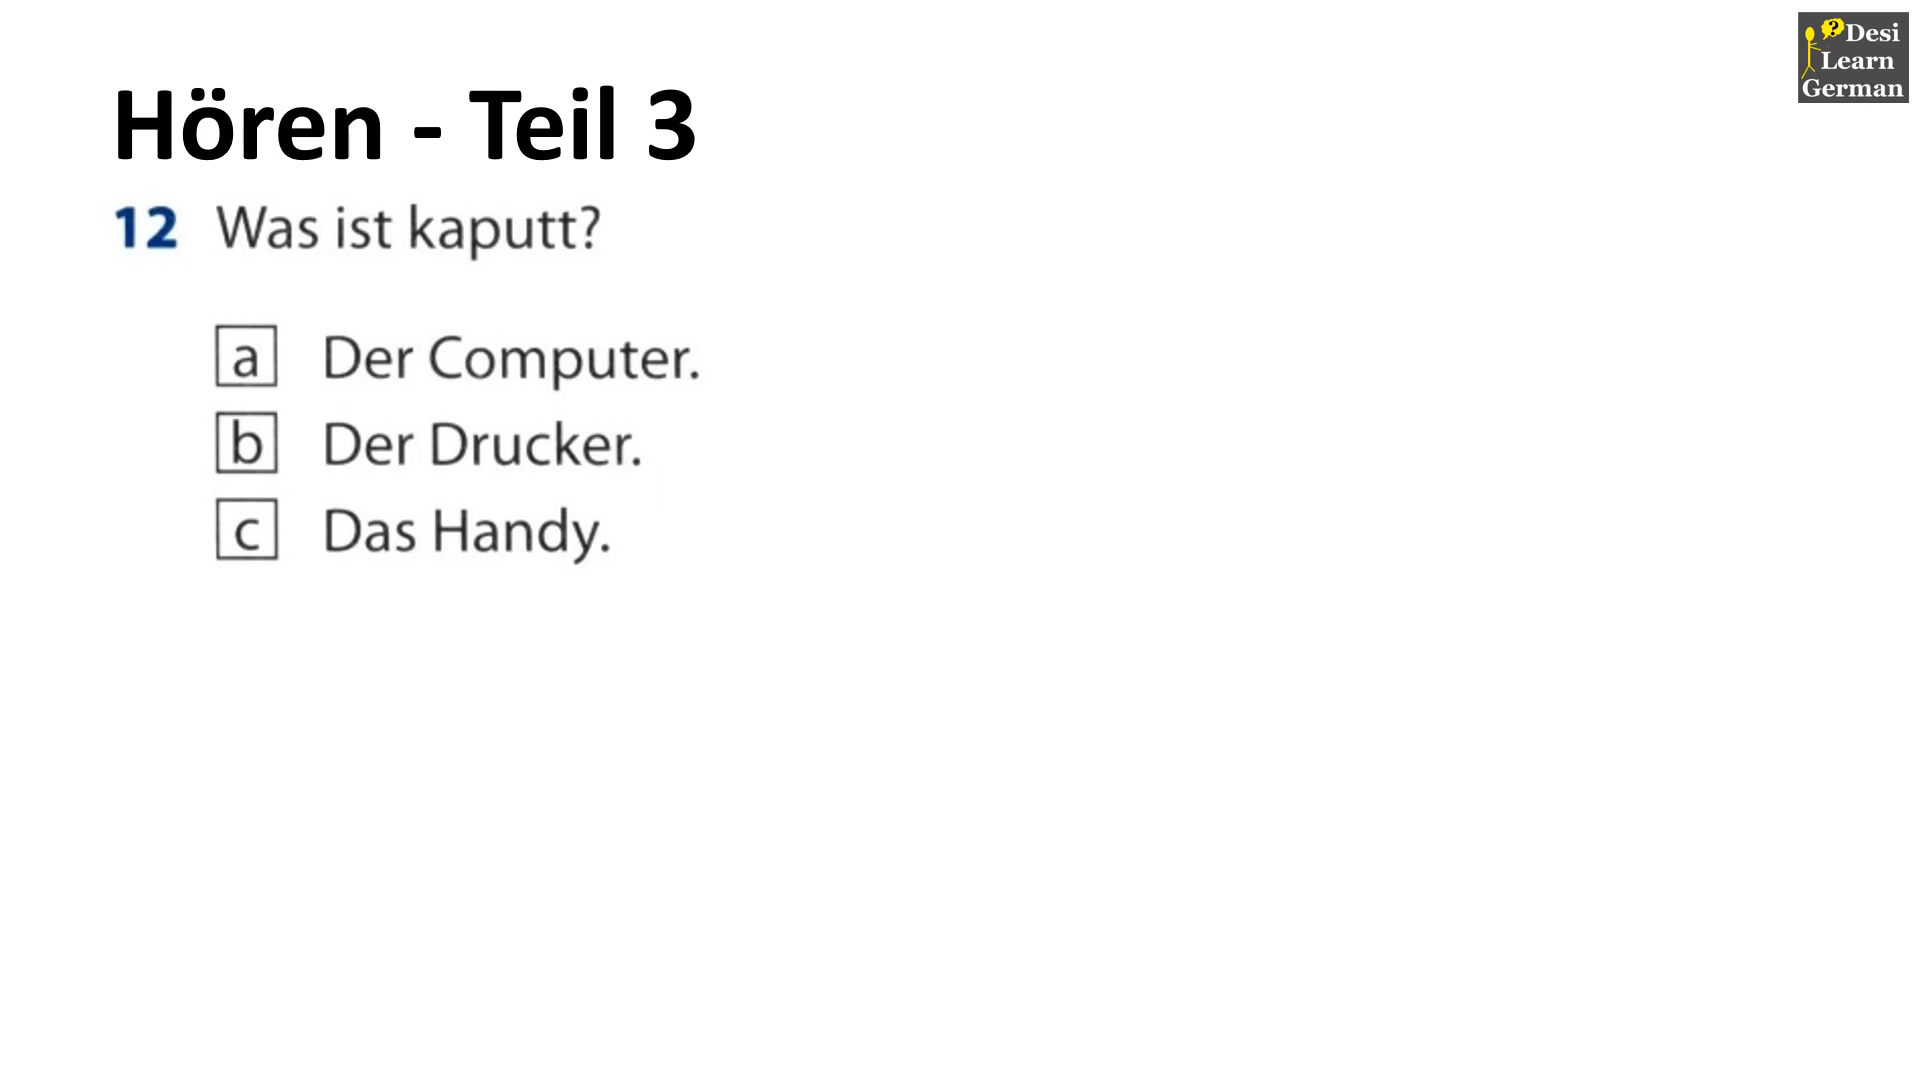 ? Desi
Learn
German
Hören - Teil 3
12 Was ist kaputt?
a Der Computer.
b Der Drucker.
c Das Handy.